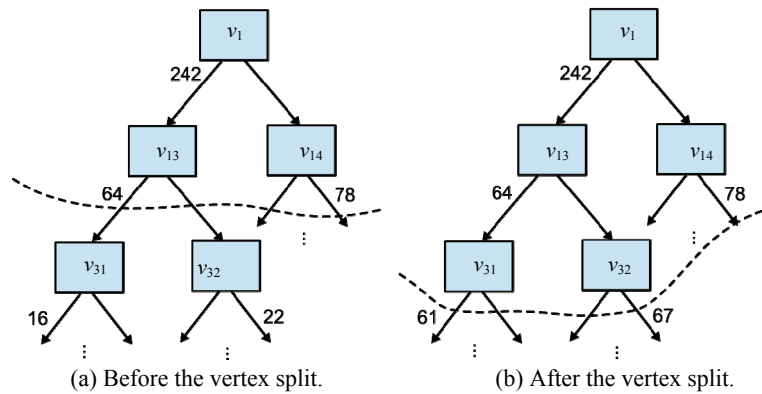 v1 v1
242 242
v13 v14 v13 v14
64 78 64 78
... ...
v31 v32 v31 v32
16 22 61 67
... ... ... ...
(a) Before the vertex split. (b) After the vertex split.